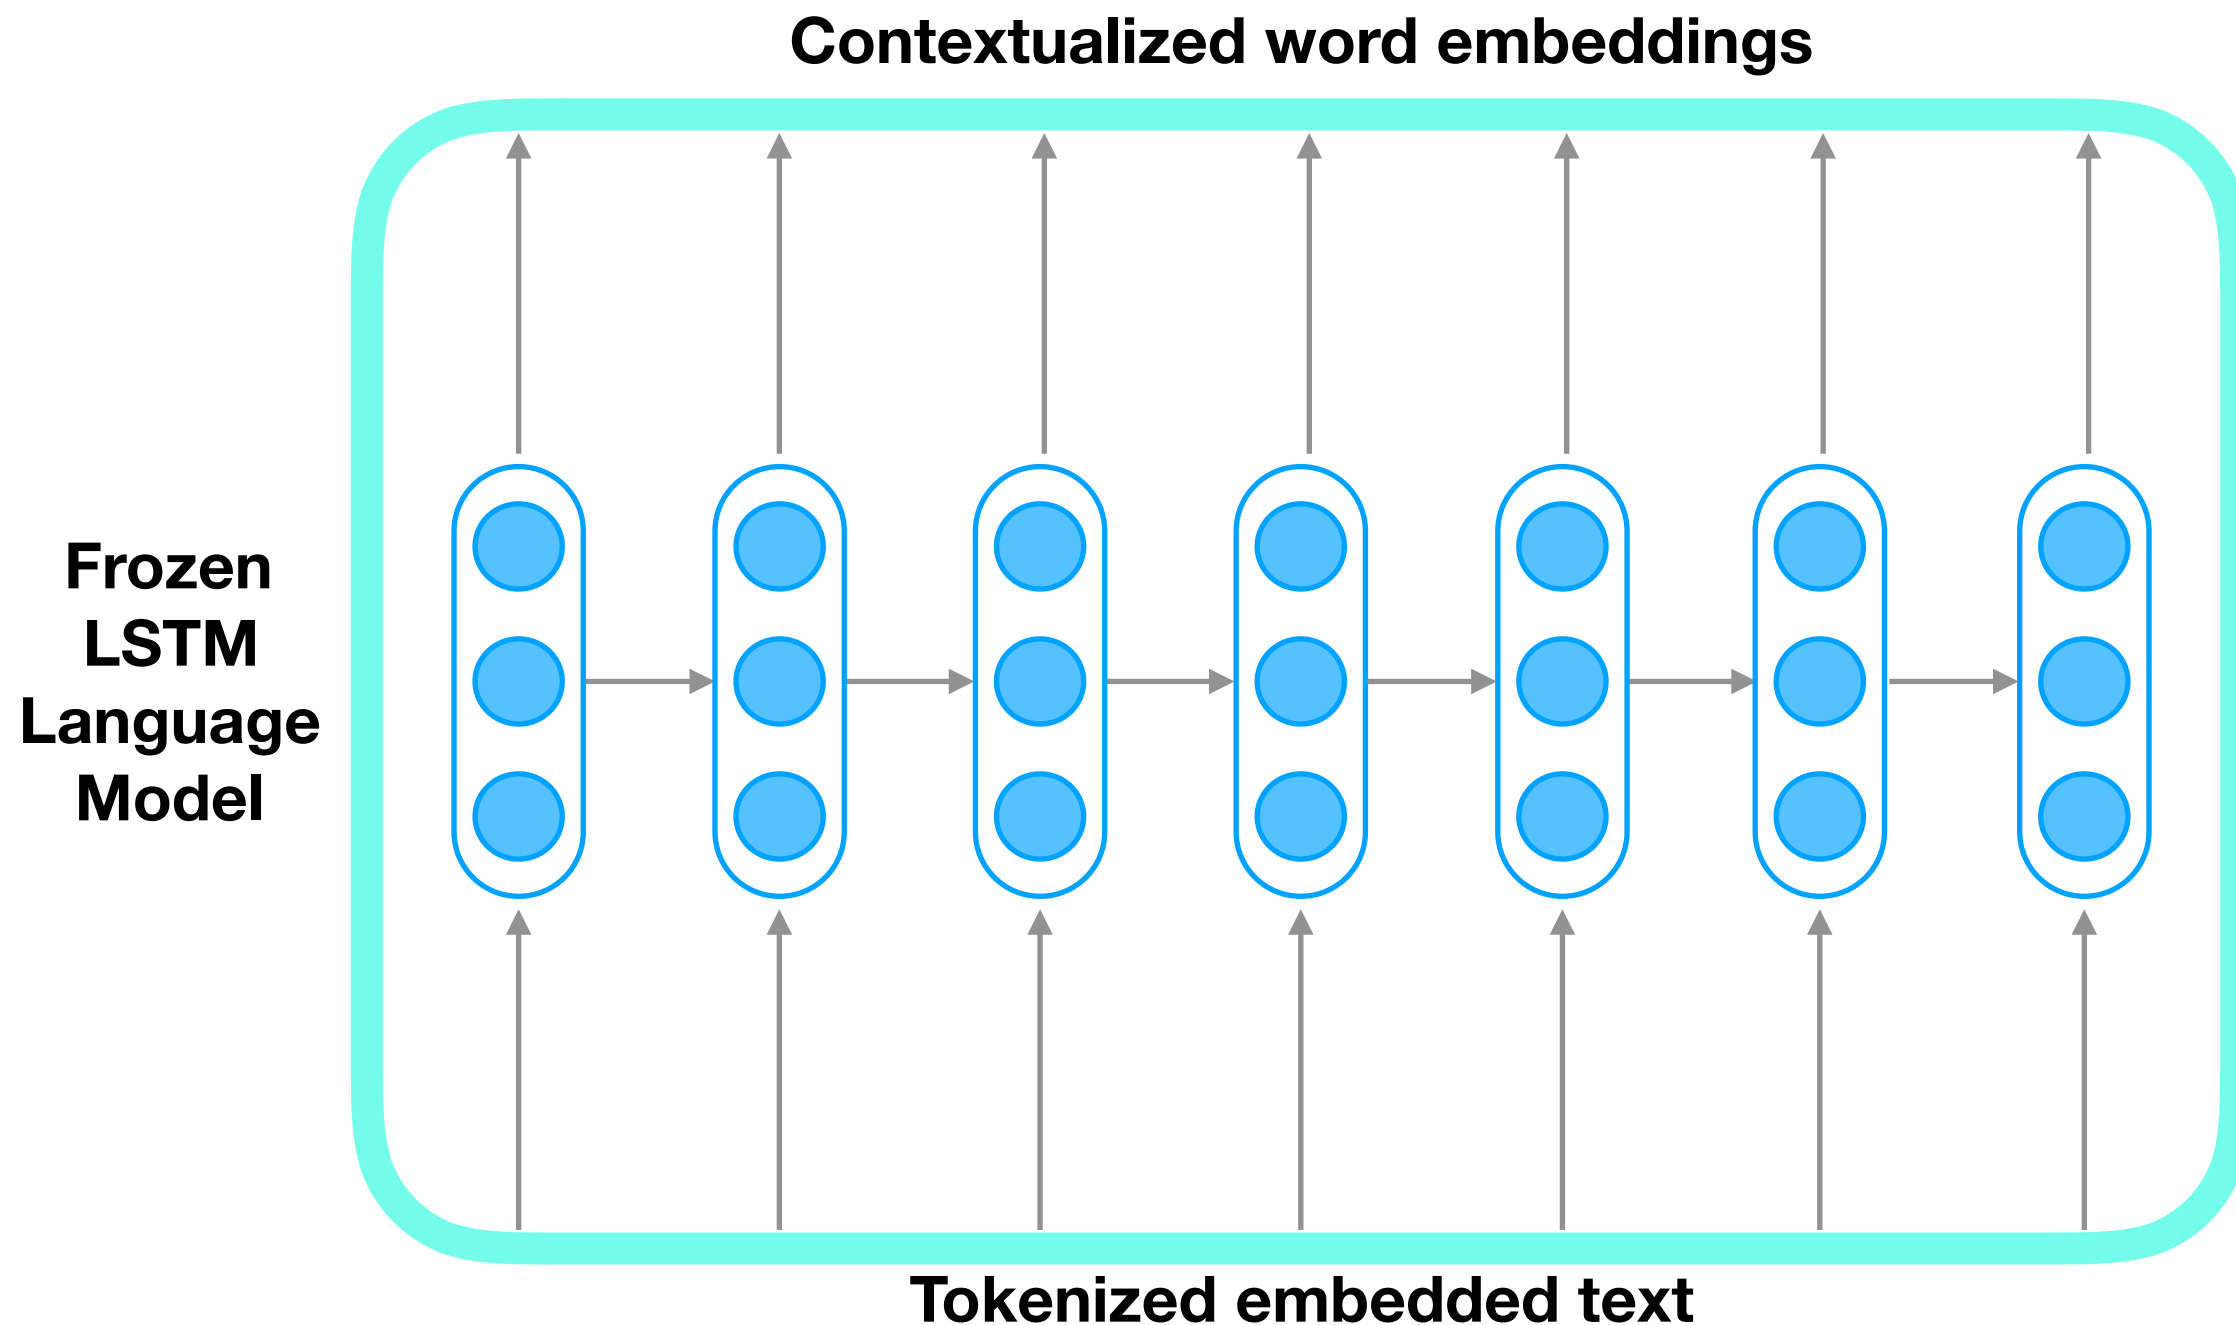 Contextualized word embeddings
Frozen
LSTM
Language
Model
Tokenized embedded text